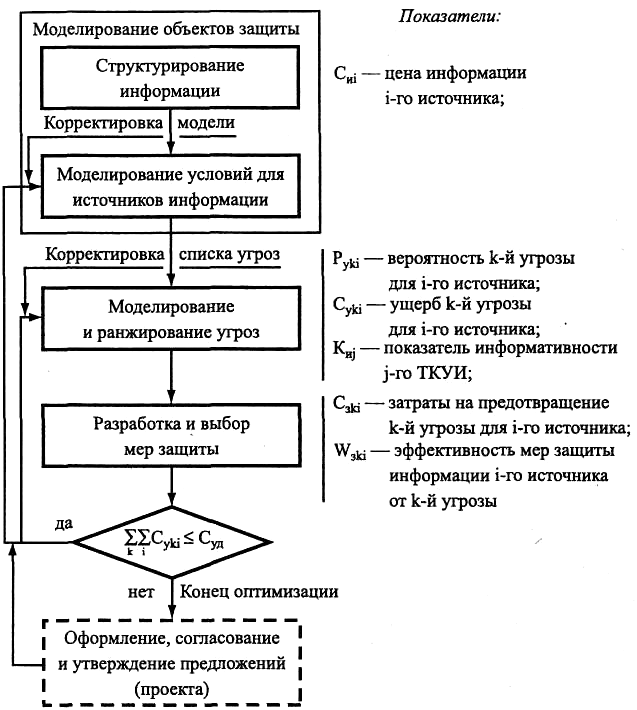 Моделирование объектов защиты
Показатели:
Структурирование
информации
Cиi — цена информации
i-го источника;
Корректировка модели
Моделирование условий для
источников информации
Корректировка списка угроз
Pуki — вероятность k-й угрозы
для i-го источника;
Моделирование
и ранжирование угроз
Cуki — ущерб k-й угрозы
для i-го источника;
Kиj — показатель информативности
j-го ТКУИ;
Разработка и выбор
мер защиты
Cзki — затраты на предотвращение
k-й угрозы для i-го источника;
Wзki — эффективность мер защиты
информации i-го источника
от k-й угрозы
да
ΣΣCуki ≤ Cуд
k i
нет Конец оптимизации
Оформление, согласование
и утверждение предложений
(проекта)